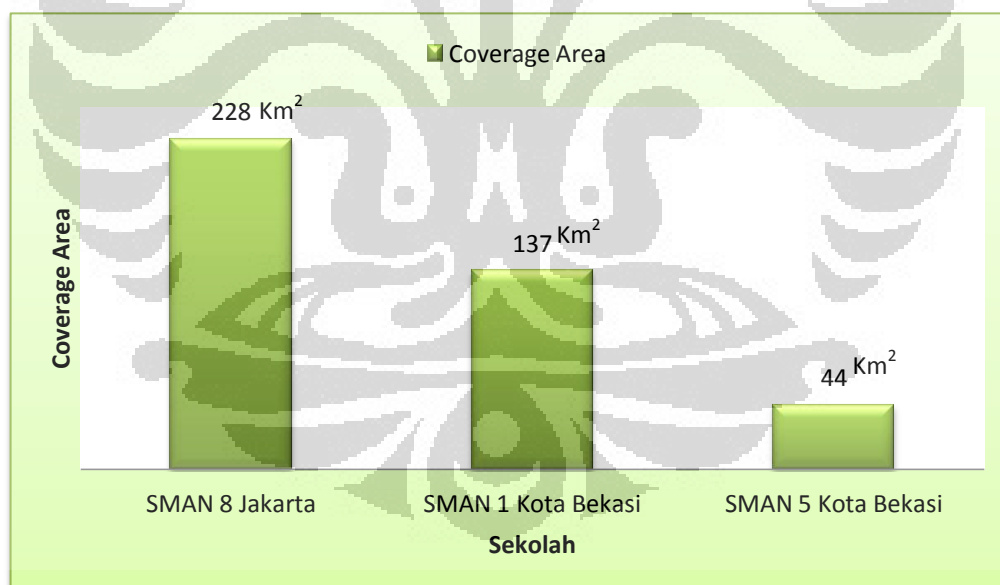 Coverage Area
228 Km²
137 Km²
44 Km²
Coverage Area
SMAN 8 Jakarta
SMAN 1 Kota Bekasi
SMAN 5 Kota Bekasi
Sekolah